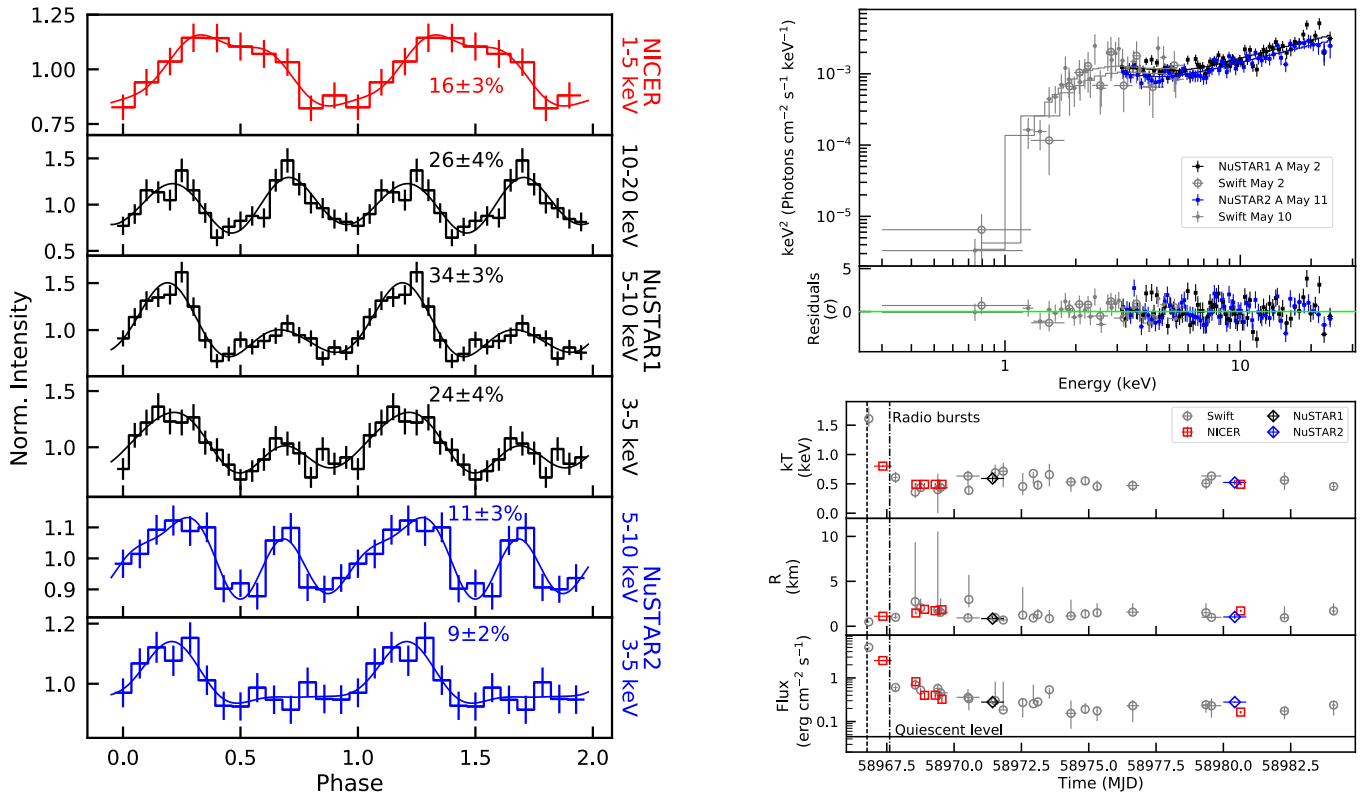 1.25
1.00
0.75
16±3%
NICER
1-5 keV
1.5
1.0
0.5
26±4%
10-20 keV
1.5
1.0
34±3%
NuSTAR1
5-10 keV
1.5
1.0
24±4%
3-5 keV
1.1
1.0
0.9
11±3%
NuSTAR2
5-10 keV
1.2
1.0
9±2%
3-5 keV
Norm. Intensity
0.0 0.5 1.0 1.5 2.0
Phase
keV² (Photons cm⁻² s⁻¹ keV⁻¹)
10⁻³
10⁻⁴
10⁻⁵
NuSTAR1 A May 2
Swift May 2
NuSTAR2 A May 11
Swift May 10
Residuals
(σ)
5
0
1 10
Energy (keV)
kT
(keV)
1.5
1.0
0.5
0.0
Radio bursts
Swift
NICER
NuSTAR1
NuSTAR2
R
(km)
10
5
0
Flux
(erg cm⁻² s⁻¹)
1
0.1
Quiescent level
58967.5 58970.0 58972.5 58975.0 58977.5 58980.0 58982.5
Time (MJD)